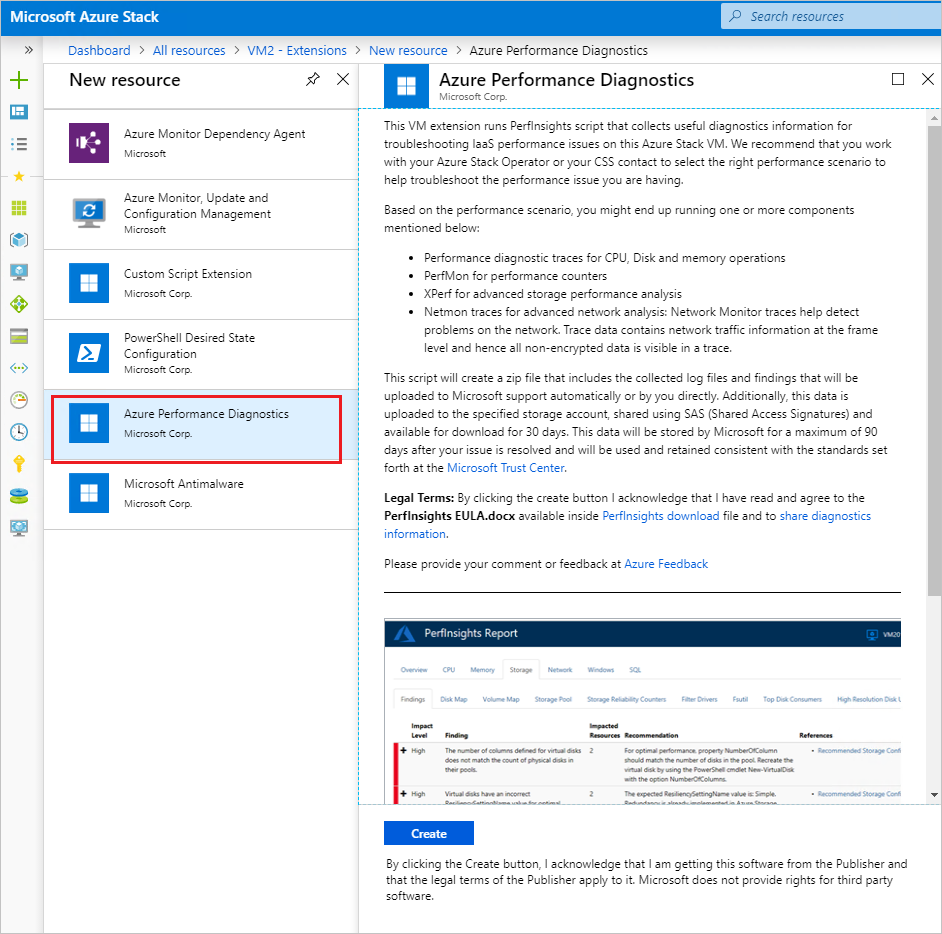 Microsoft Azure Stack
Search resources
Dashboard > All resources > VM2 - Extensions > New resource > Azure Performance Diagnostics
New resource
Azure Monitor Dependency Agent
Microsoft
Azure Monitor, Update and
Configuration Management
Microsoft
Custom Script Extension
Microsoft Corp.
PowerShell Desired State
Configuration
Microsoft Corp.
Azure Performance Diagnostics
Microsoft Corp.
Microsoft Antimalware
Microsoft Corp.
Azure Performance Diagnostics
Microsoft Corp.
This VM extension runs PerfInsights script that collects useful diagnostics information for
troubleshooting IaaS performance issues on this Azure Stack VM. We recommend that you work
with your Azure Stack Operator or your CSS contact to select the right performance scenario to
help troubleshoot the performance issue you are having.
Based on the performance scenario, you might end up running one or more components
mentioned below:
• Performance diagnostic traces for CPU, Disk and memory operations
• PerfMon for performance counters
• XPerf for advanced storage performance analysis
• Netmon traces for advanced network analysis: Network Monitor traces help detect
problems on the network. Trace data contains network traffic information at the frame
level and hence all non-encrypted data is visible in a trace.
This script will create a zip file that includes the collected log files and findings that will be
uploaded to Microsoft support automatically or by you directly. Additionally, this data is
uploaded to the specified storage account, shared using SAS (Shared Access Signatures) and
available for download for 30 days. This data will be stored by Microsoft for a maximum of 90
days after your issue is resolved and will be used and retained consistent with the standards set
forth at the Microsoft Trust Center.
Legal Terms: By clicking the create button I acknowledge that I have read and agree to the
PerfInsights EULA.docx available inside PerfInsights download file and to share diagnostics
information.
Please provide your comment or feedback at Azure Feedback
PerfInsights Report
VM20
Overview CPU Memory Storage Network Windows SQL
Findings Disk Map Volume Map Storage Pool Storage Reliability Counters Filter Drivers Fsutil Top Disk Consumers High Resolution Disk U
Impact Level Finding Impacted Resources Recommendation References
+ High The number of columns defined for virtual disks 2 For optimal performance, property NumberOfColumn • Recommended Storage Confi
does not match the count of physical disks in should match the number of disks in the pool. Recreate the
their pools. virtual disk by using the PowerShell cmdlet New-VirtualDisk
with the option NumberOfColumns.
+ High Virtual disks have an incorrect 2 The expected ResiliencySettingName value is: Simple. • Recommended Storage Confi
ResiliencySettingName value for optimal Redundancy is already implemented in Azure Storage
Create
By clicking the Create button, I acknowledge that I am getting this software from the Publisher and
that the legal terms of the Publisher apply to it. Microsoft does not provide rights for third party
software.